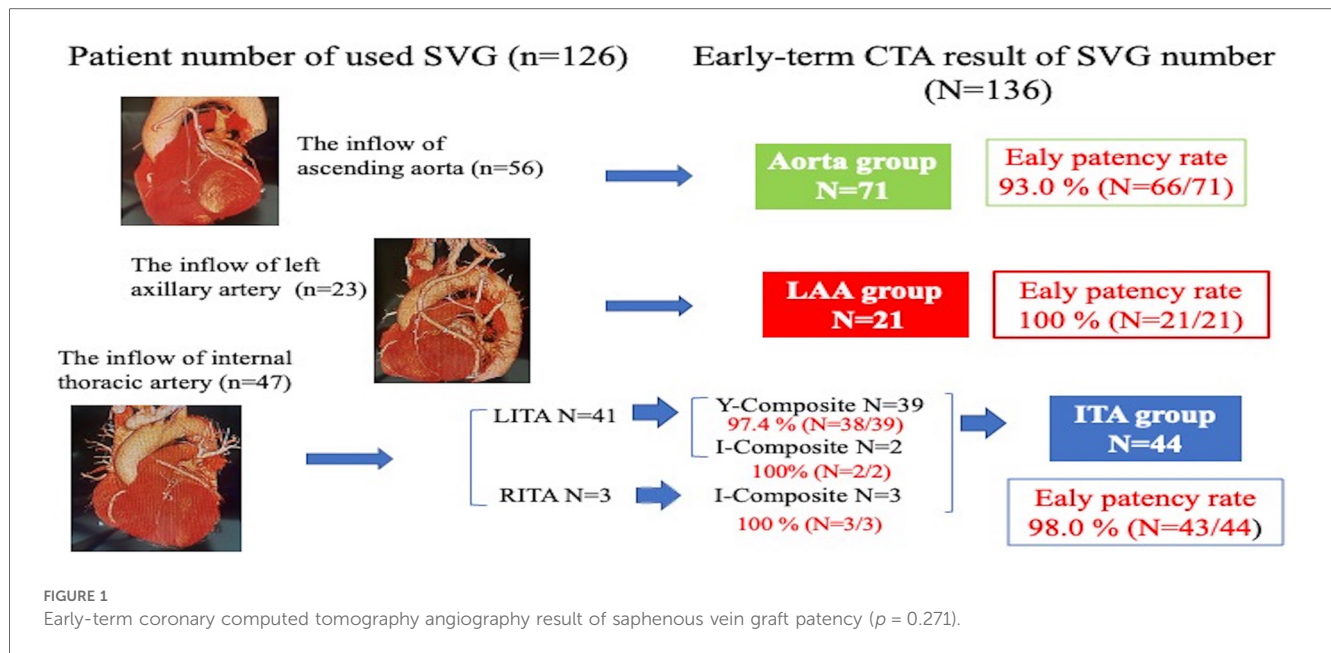 Patient number of used SVG (n=126)
Early-term CTA result of SVG number
(N=136)
The inflow of
ascending aorta (n=56)
Aorta group
N=71
Ealy patency rate
93.0 % (N=66/71)
The inflow of left
axillary artery (n=23)
LAA group
N=21
Ealy patency rate
100 % (N=21/21)
The inflow of internal
thoracic artery (n=47)
LITA N=41
Y-Composite N=39
97.4 % (N=38/39)
I-Composite N=2
100% (N=2/2)
RITA N=3
I-Composite N=3
100 % (N=3/3)
ITA group
N=44
Ealy patency rate
98.0 % (N=43/44)
FIGURE 1
Early-term coronary computed tomography angiography result of saphenous vein graft patency (p = 0.271).